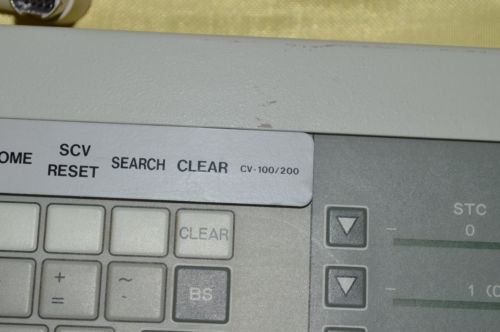 OME SCV RESET SEARCH CLEAR CV-100/200
STC
CLEAR 0
+ = ~ - BS 1 (C